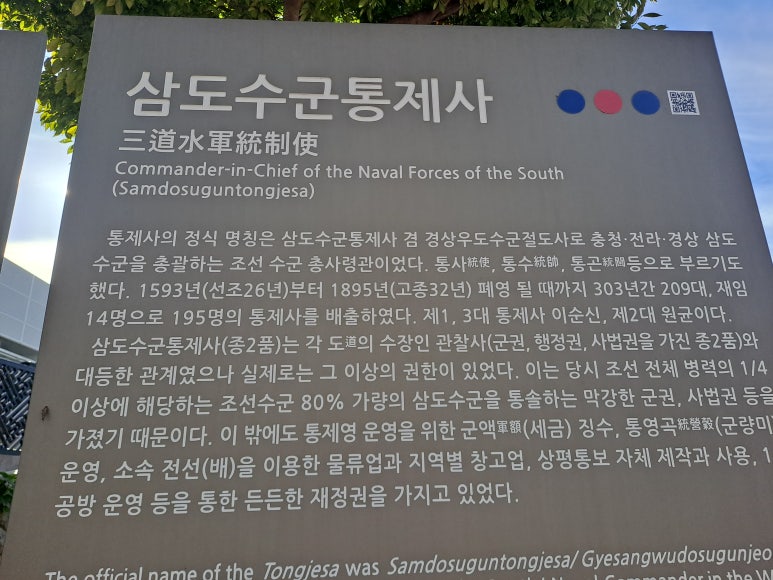 삼도수군통제사
三道水軍統制使
Commander-in-Chief of the Naval Forces of the South
(Samdosuguntongjesa)
통제사의 정식 명칭은 삼도수군통제사 겸 경상우도수군절도사로 충청·전라·경상 삼도
수군을 총괄하는 조선 수군 총사령관이었다. 통사統使, 통수統帥, 통곤統閫등으로 부르기도
했다. 1593년(선조26년)부터 1895년(고종32년) 폐영 될 때까지 303년간 209대, 재임
14명으로 195명의 통제사를 배출하였다. 제1, 3대 통제사 이순신, 제2대 원균이다.
삼도수군통제사(종2품)는 각 도道의 수장인 관찰사(군권, 행정권, 사법권을 가진 종2품)와
대등한 관계였으나 실제로는 그 이상의 권한이 있었다. 이는 당시 조선 전체 병력의 1/4
이상에 해당하는 조선수군 80% 가량의 삼도수군을 통솔하는 막강한 군권, 사법권 등을
가졌기 때문이다. 이 밖에도 통제영 운영을 위한 군액軍額(세금) 징수, 통영곡統營穀(군량미)
운영, 소속 전선(배)을 이용한 물류업과 지역별 창고업, 상평통보 자체 제작과 사용, 1
공방 운영 등을 통한 든든한 재정권을 가지고 있었다.
The official name of the Tongjesa was Samdosuguntongjesa/ Gyesangwudosugunjeo
Commander in the W